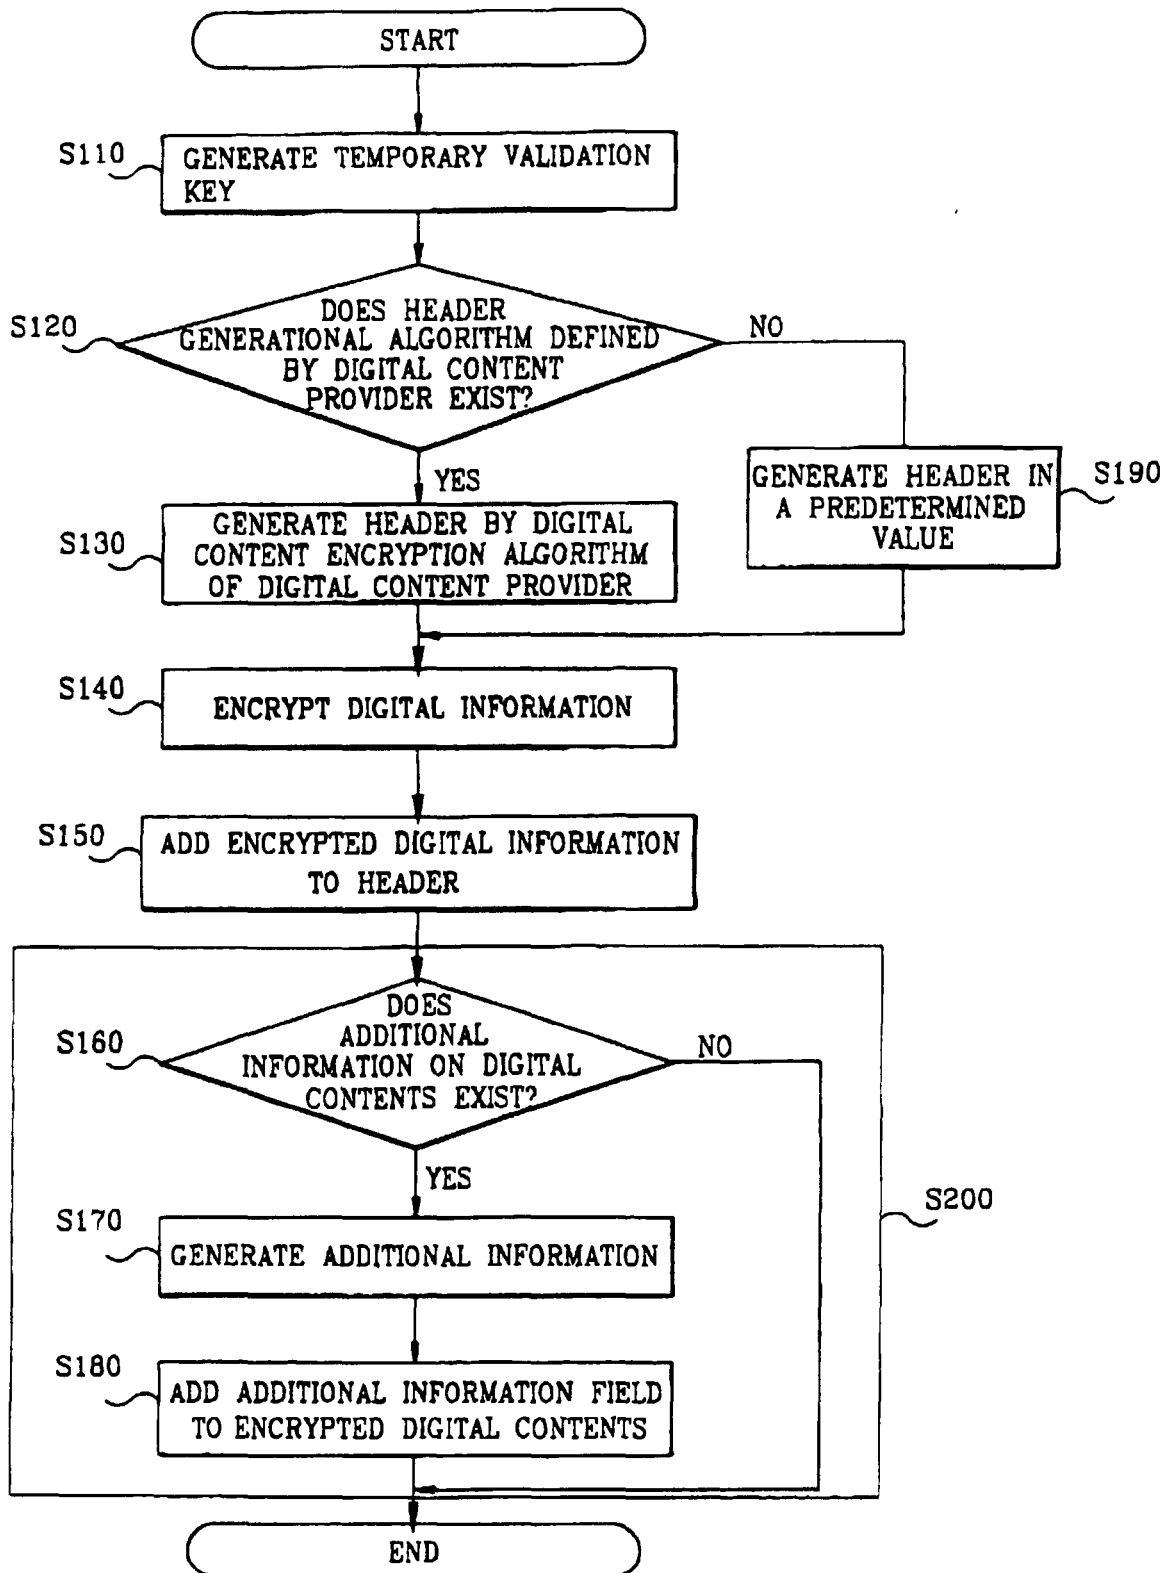 START
S110
GENERATE TEMPORARY VALIDATION
KEY
S120
DOES HEADER
GENERATIONAL ALGORITHM DEFINED
BY DIGITAL CONTENT
PROVIDER EXIST?
NO
YES
GENERATE HEADER IN
A PREDETERMINED
VALUE
S190
S130
GENERATE HEADER BY DIGITAL
CONTENT ENCRYPTION ALGORITHM
OF DIGITAL CONTENT PROVIDER
S140
ENCRYPT DIGITAL INFORMATION
S150
ADD ENCRYPTED DIGITAL INFORMATION
TO HEADER
S160
DOES
ADDITIONAL
INFORMATION ON DIGITAL
CONTENTS EXIST?
NO
YES
S200
S170
GENERATE ADDITIONAL INFORMATION
S180
ADD ADDITIONAL INFORMATION FIELD
TO ENCRYPTED DIGITAL CONTENTS
END